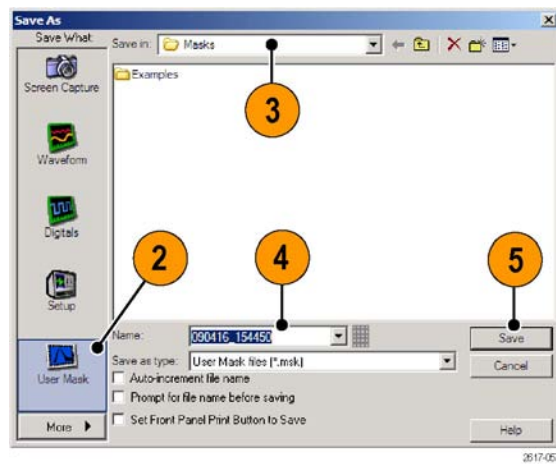 Save As
Save What:
Save in:
Masks
Screen Capture
Examples
3
Waveform
Digitals
2
4
5
Setup
Name:
090416_154450
Save
Save as type:
User Mask files (*.msk)
Cancel
User Mask
Auto-increment file name
Prompt for file name before saving
Set Front Panel Print Button to Save
More
Help
2617-05